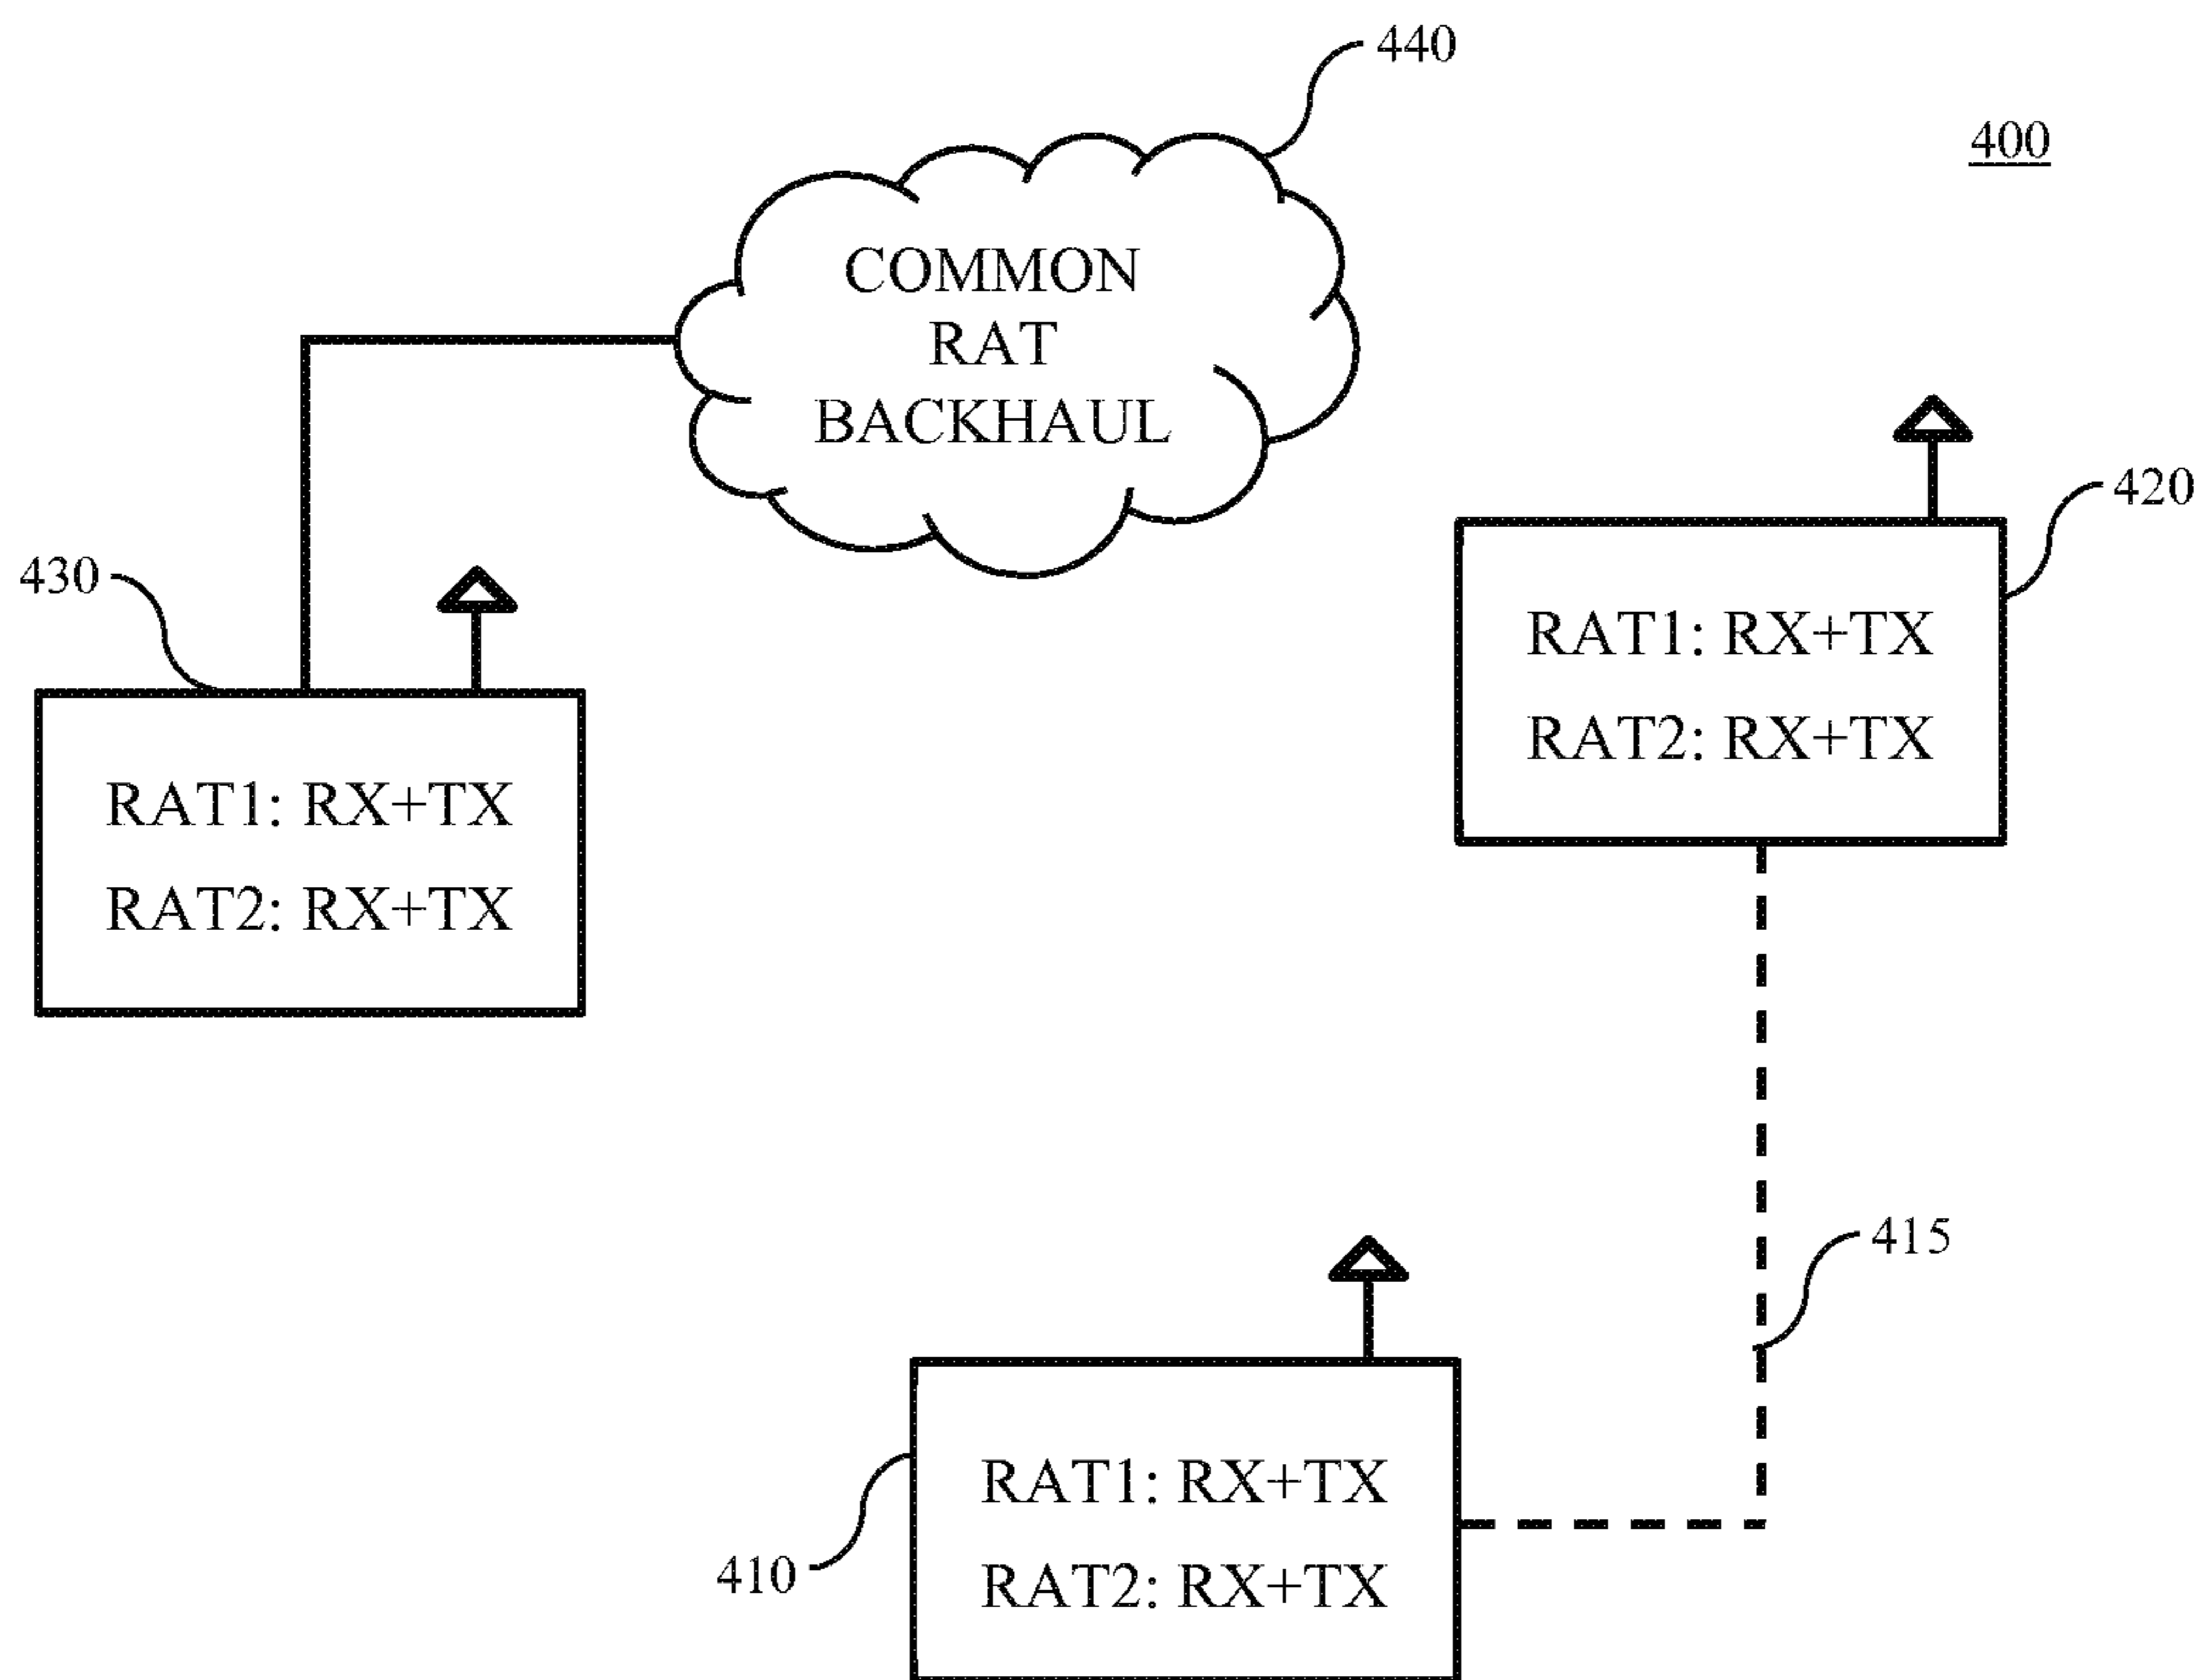 440
400
COMMON
RAT
BACKHAUL
420
RAT1: RX+TX
RAT2: RX+TX
430
RAT1: RX+TX
RAT2: RX+TX
415
RAT1: RX+TX
RAT2: RX+TX
410